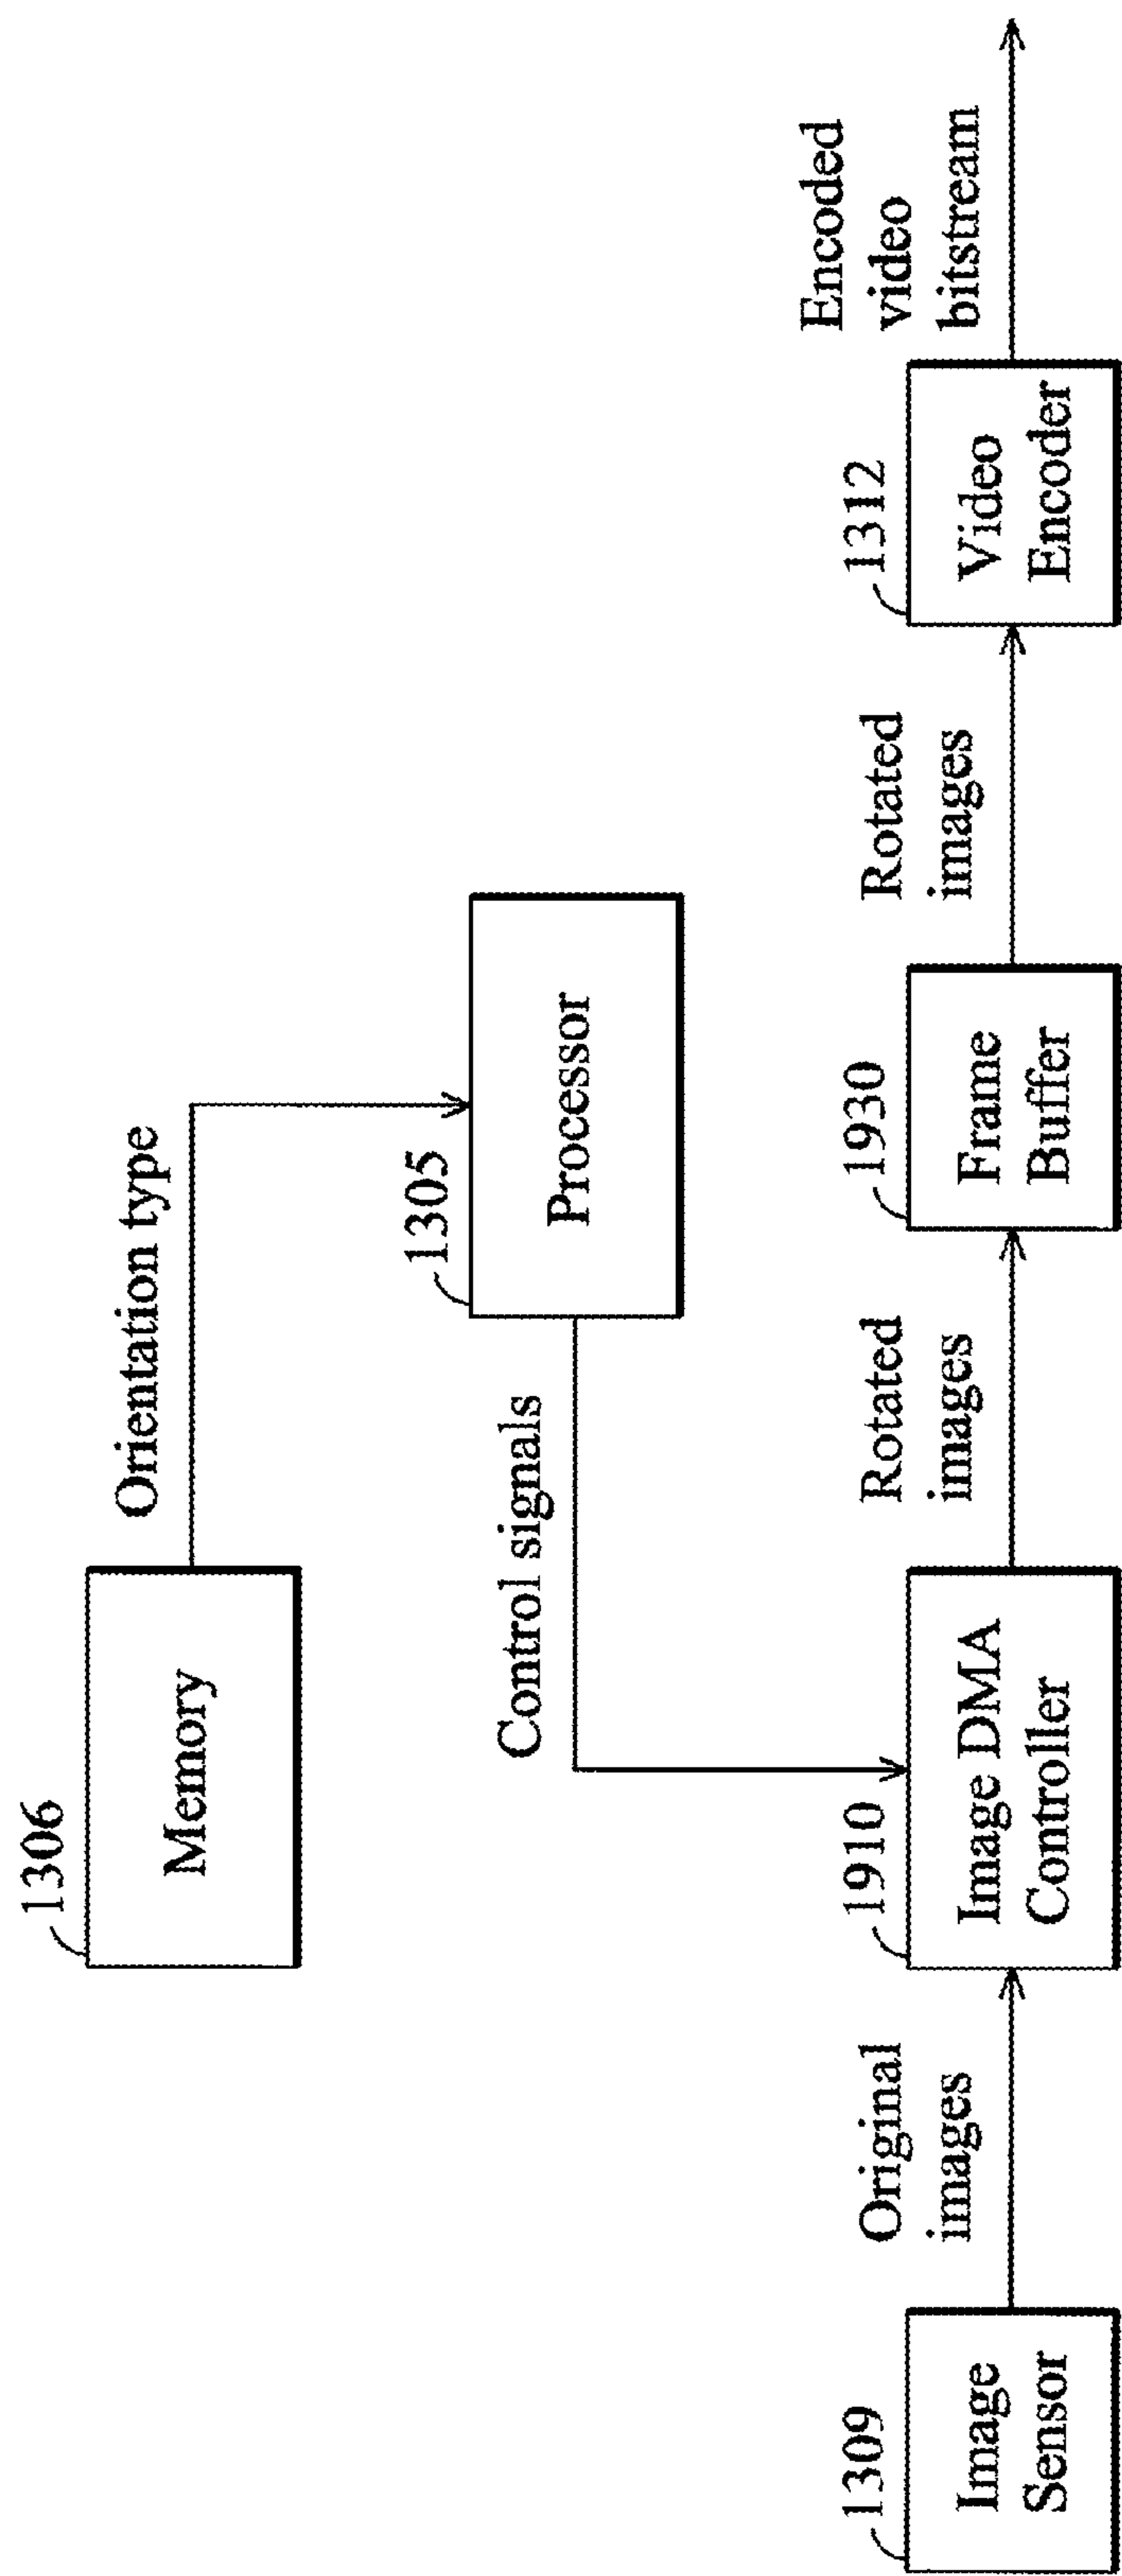 1306
Memory
Orientation type
1305
Processor
Control signals
1309
Image
Sensor
Original
images
1910
Image DMA
Controller
Rotated
images
1930
Frame
Buffer
Rotated
images
1312
Video
Encoder
Encoded
video
bitstream